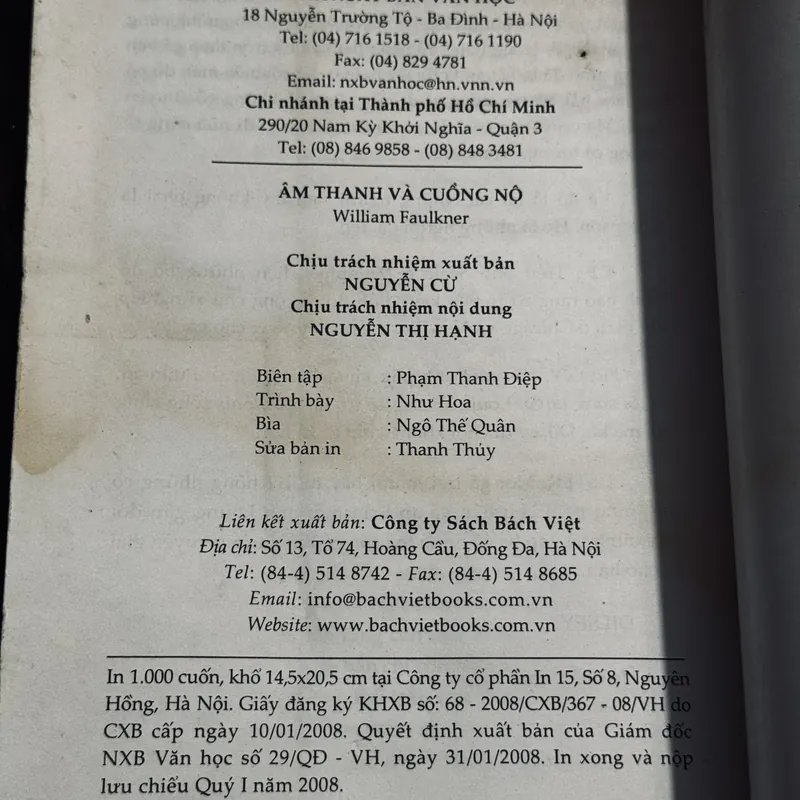 18 Nguyễn Trường Tộ - Ba Đình - Hà Nội
Tel: (04) 716 1518 - (04) 716 1190
Fax: (04) 829 4781
Email: nxbvanhoc@hn.vnn.vn
Chi nhánh tại Thành phố Hồ Chí Minh
290/20 Nam Kỳ Khởi Nghĩa - Quận 3
Tel: (08) 846 9858 - (08) 848 3481
ÂM THANH VÀ CUỒNG NỘ
William Faulkner
Chịu trách nhiệm xuất bản
NGUYỄN CỪ
Chịu trách nhiệm nội dung
NGUYỄN THỊ HẠNH
Biên tập : Phạm Thanh Điệp
Trình bày : Như Hoa
Bìa : Ngô Thế Quân
Sửa bản in : Thanh Thủy
Liên kết xuất bản: Công ty Sách Bách Việt
Địa chỉ: Số 13, Tổ 74, Hoàng Cầu, Đống Đa, Hà Nội
Tel: (84-4) 514 8742 - Fax: (84-4) 514 8685
Email: info@bachvietbooks.com.vn
Website: www.bachvietbooks.com.vn
In 1.000 cuốn, khổ 14,5x20,5 cm tại Công ty cổ phần In 15, Số 8, Nguyên
Hồng, Hà Nội. Giấy đăng ký KHXB số: 68 - 2008/CXB/367 - 08/VH do
CXB cấp ngày 10/01/2008. Quyết định xuất bản của Giám đốc
NXB Văn học số 29/QĐ - VH, ngày 31/01/2008. In xong và nộp
lưu chiểu Quý I năm 2008.